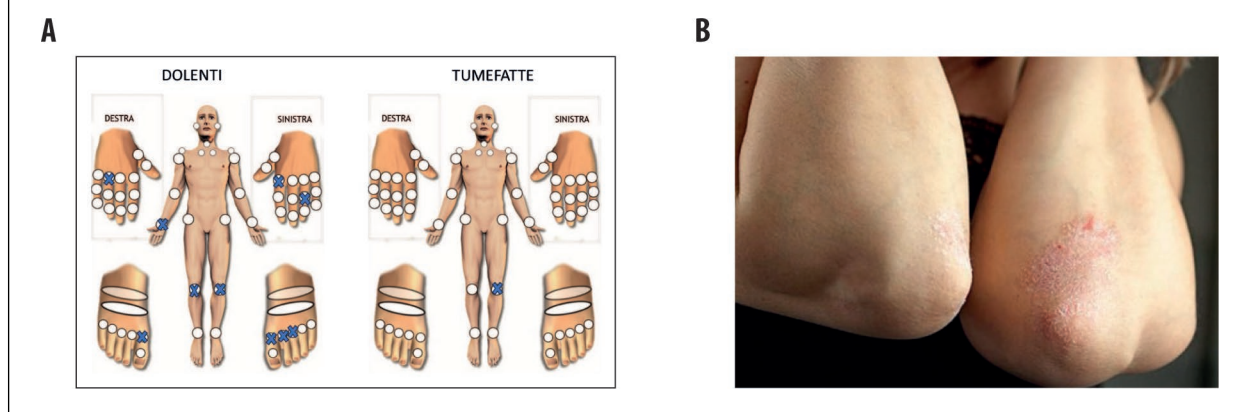 A
DOLENTI
DESTRA
SINISTRA
TUMEFATTE
DESTRA
SINISTRA
B